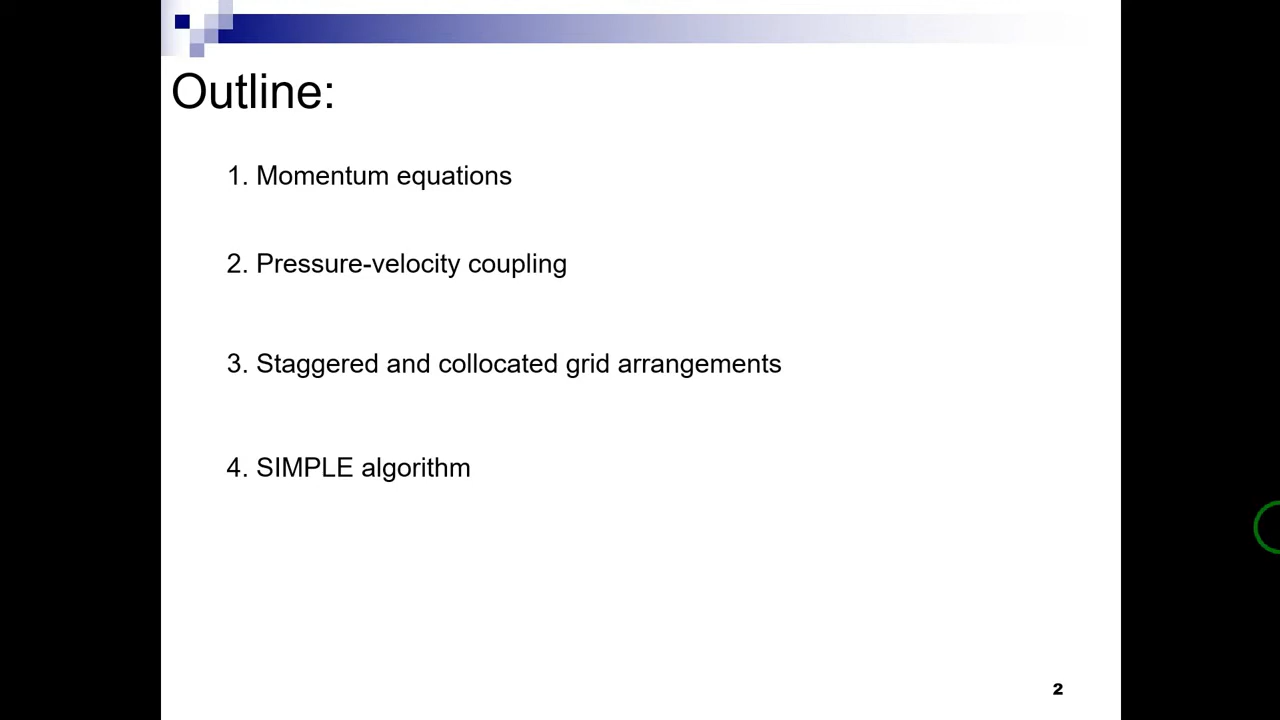 Outline:
1. Momentum equations
2. Pressure-velocity coupling
3. Staggered and collocated grid arrangements
4. SIMPLE algorithm
2